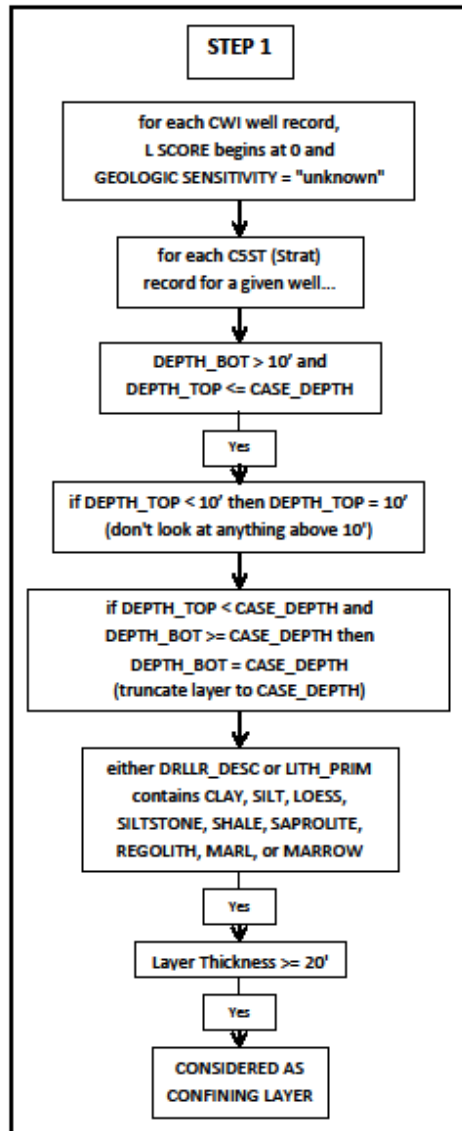 STEP 1
for each CWI well record,
L SCORE begins at 0 and
GEOLOGIC SENSITIVITY = "unknown"
for each C5ST (Strat)
record for a given well...
DEPTH_BOT > 10' and
DEPTH_TOP <= CASE_DEPTH
Yes
if DEPTH_TOP < 10' then DEPTH_TOP = 10'
(don't look at anything above 10')
if DEPTH_TOP < CASE_DEPTH and
DEPTH_BOT >= CASE_DEPTH then
DEPTH_BOT = CASE_DEPTH
(truncate layer to CASE_DEPTH)
either DRLLR_DESC or LITH_PRIM
contains CLAY, SILT, LOESS,
SILTSTONE, SHALE, SAPROLITE,
REGOLITH, MARL, or MARROW
Yes
Layer Thickness >= 20'
Yes
CONSIDERED AS
CONFINING LAYER